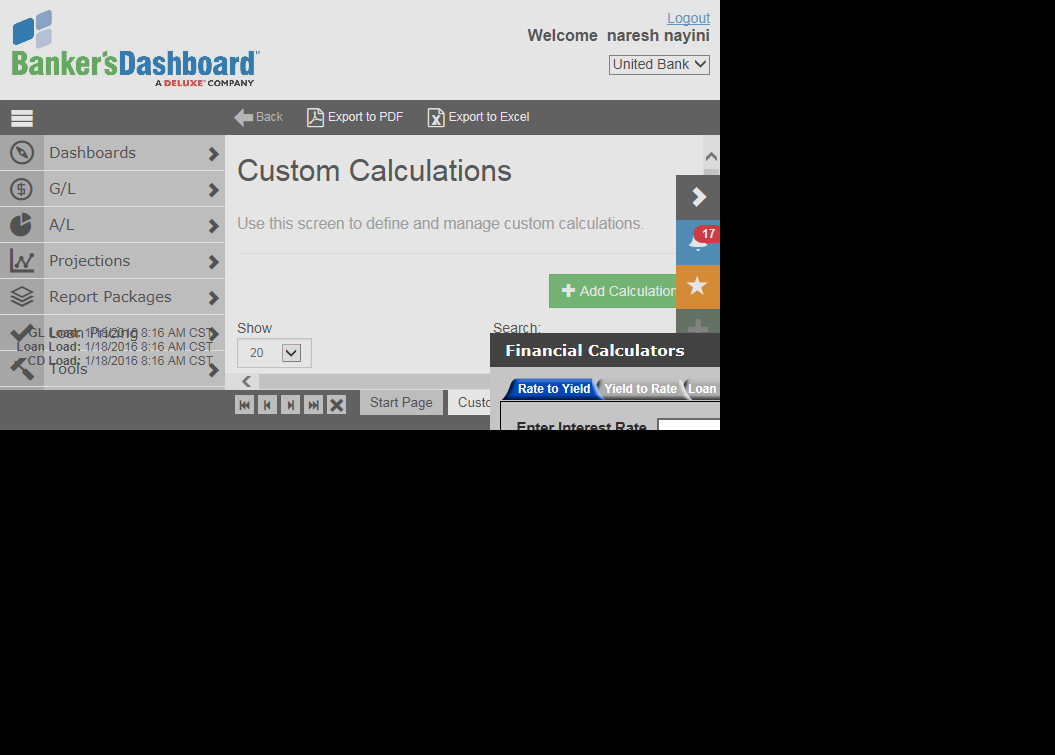 Logout
Banker'sDashboard™
A DELUXE® COMPANY
Welcome naresh nayini
United Bank
Back Export to PDF Export to Excel
Dashboards
G/L
A/L
Projections
Report Packages
Loan Pricing
Tools
GL Load: 1/18/2016 8:16 AM CST
Loan Load: 1/18/2016 8:16 AM CST
CD Load: 1/18/2016 8:16 AM CST
Custom Calculations
Use this screen to define and manage custom calculations.
17
Add Calculation
Show Search:
20
Financial Calculators
Rate to Yield Yield to Rate Loan
Enter Interest Rate
Start Page Custo